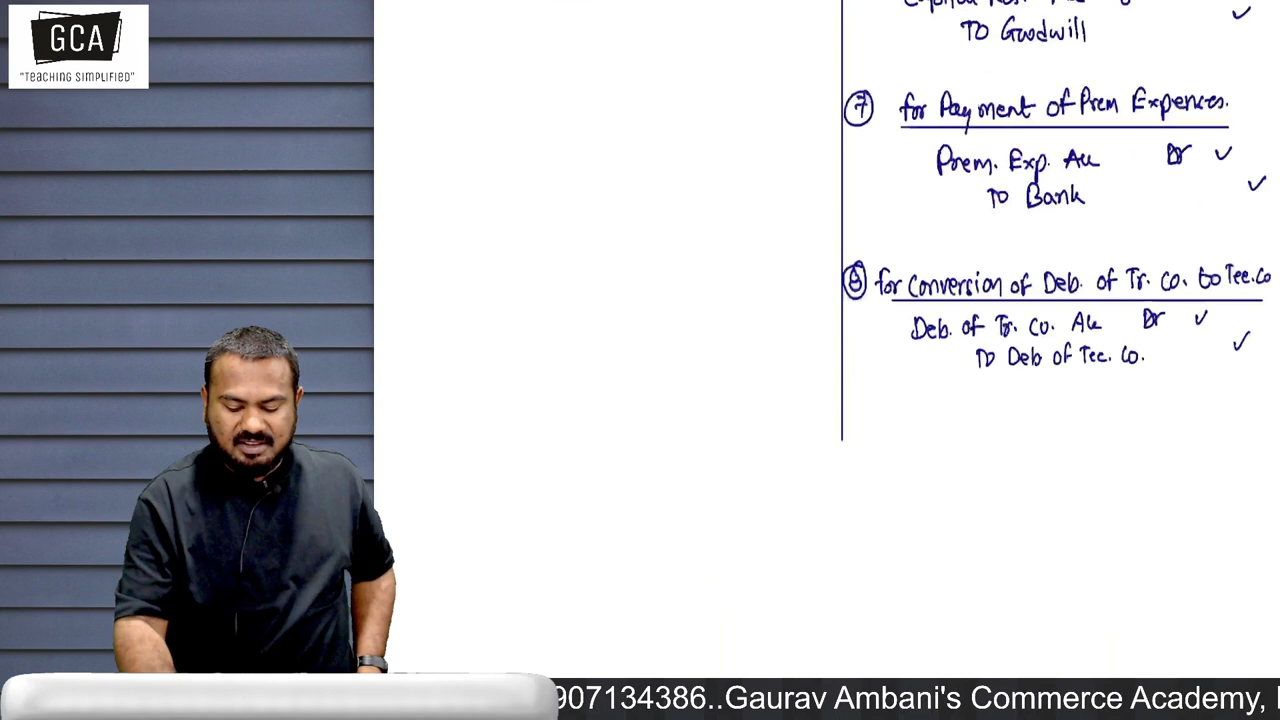 GCA
"TEACHING SIMPLIFIED"
To Goodwill
7 for Payment of Prem Expences.
Prem. Exp. A/c Dr ✓
✓
To Bank
8 for Conversion of Deb. of Tr. Co. to Tee.Co
Deb. of Tr. Co. A/c Dr ✓
✓
To Deb of Tee. Co.
907134386..Gaurav Ambani's Commerce Academy,